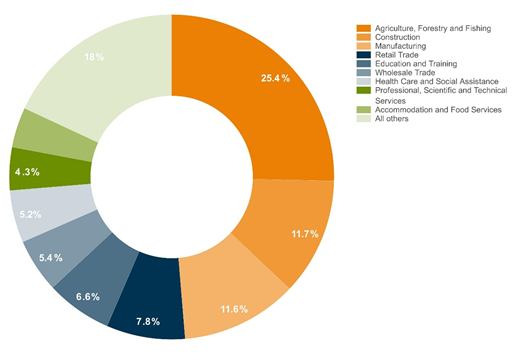 18%
25.4%
11.7%
11.6%
7.8%
6.6%
5.4%
5.2%
4.3%
Agriculture, Forestry and Fishing
Construction
Manufacturing
Retail Trade
Education and Training
Wholesale Trade
Health Care and Social Assistance
Professional, Scientific and Technical
Services
Accommodation and Food Services
All others